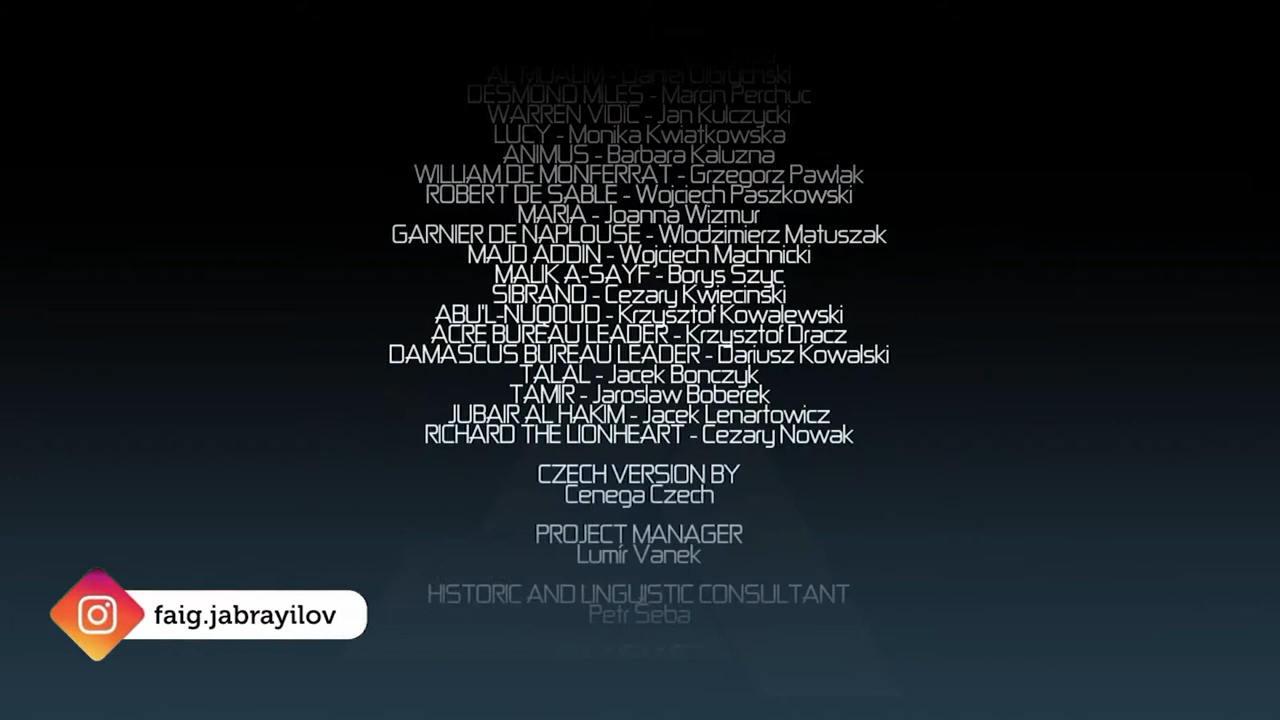 AL MUALIM - Daniel Olbrychski
DESMOND MILES - Marcin Perchuc
WARREN VIDIC - Jan Kulczycki
LUCY - Monika Kwiatkowska
ANIMUS - Barbara Kaluzna
WILLIAM DE MONFERRAT - Grzegorz Pawlak
ROBERT DE SABLE - Wojciech Paszkowski
MARIA - Joanna Wizmur
GARNIER DE NAPLOUSE - Wlodzimierz Matuszak
MAJD ADDIN - Wojciech Machnicki
MALIK A-SAYF - Borys Szyc
SIBRAND - Cezary Kwiecinski
ABU'L-NUQOUD - Krzysztof Kowalewski
ACRE BUREAU LEADER - Krzysztof Dracz
DAMASCUS BUREAU LEADER - Dariusz Kowalski
TALAL - Jacek Bonczyk
TAMIR - Jaroslaw Boberek
JUBAIR AL HAKIM - Jacek Lenartowicz
RICHARD THE LIONHEART - Cezary Nowak
CZECH VERSION BY
Cenega Czech
PROJECT MANAGER
Lumír Vanek
HISTORIC AND LINGUISTIC CONSULTANT
Petr Šeba
faig.jabrayilov